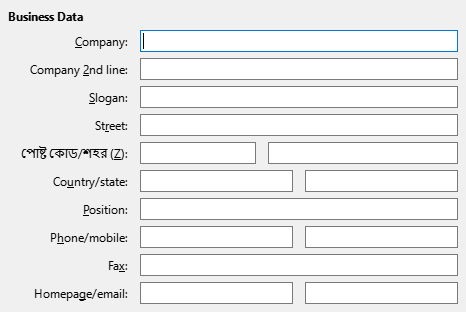 Business Data
Company:
Company 2nd line:
Slogan:
Street:
পোষ্ট কোড/শহর (Z):
Country/state:
Position:
Phone/mobile:
Fax:
Homepage/email: